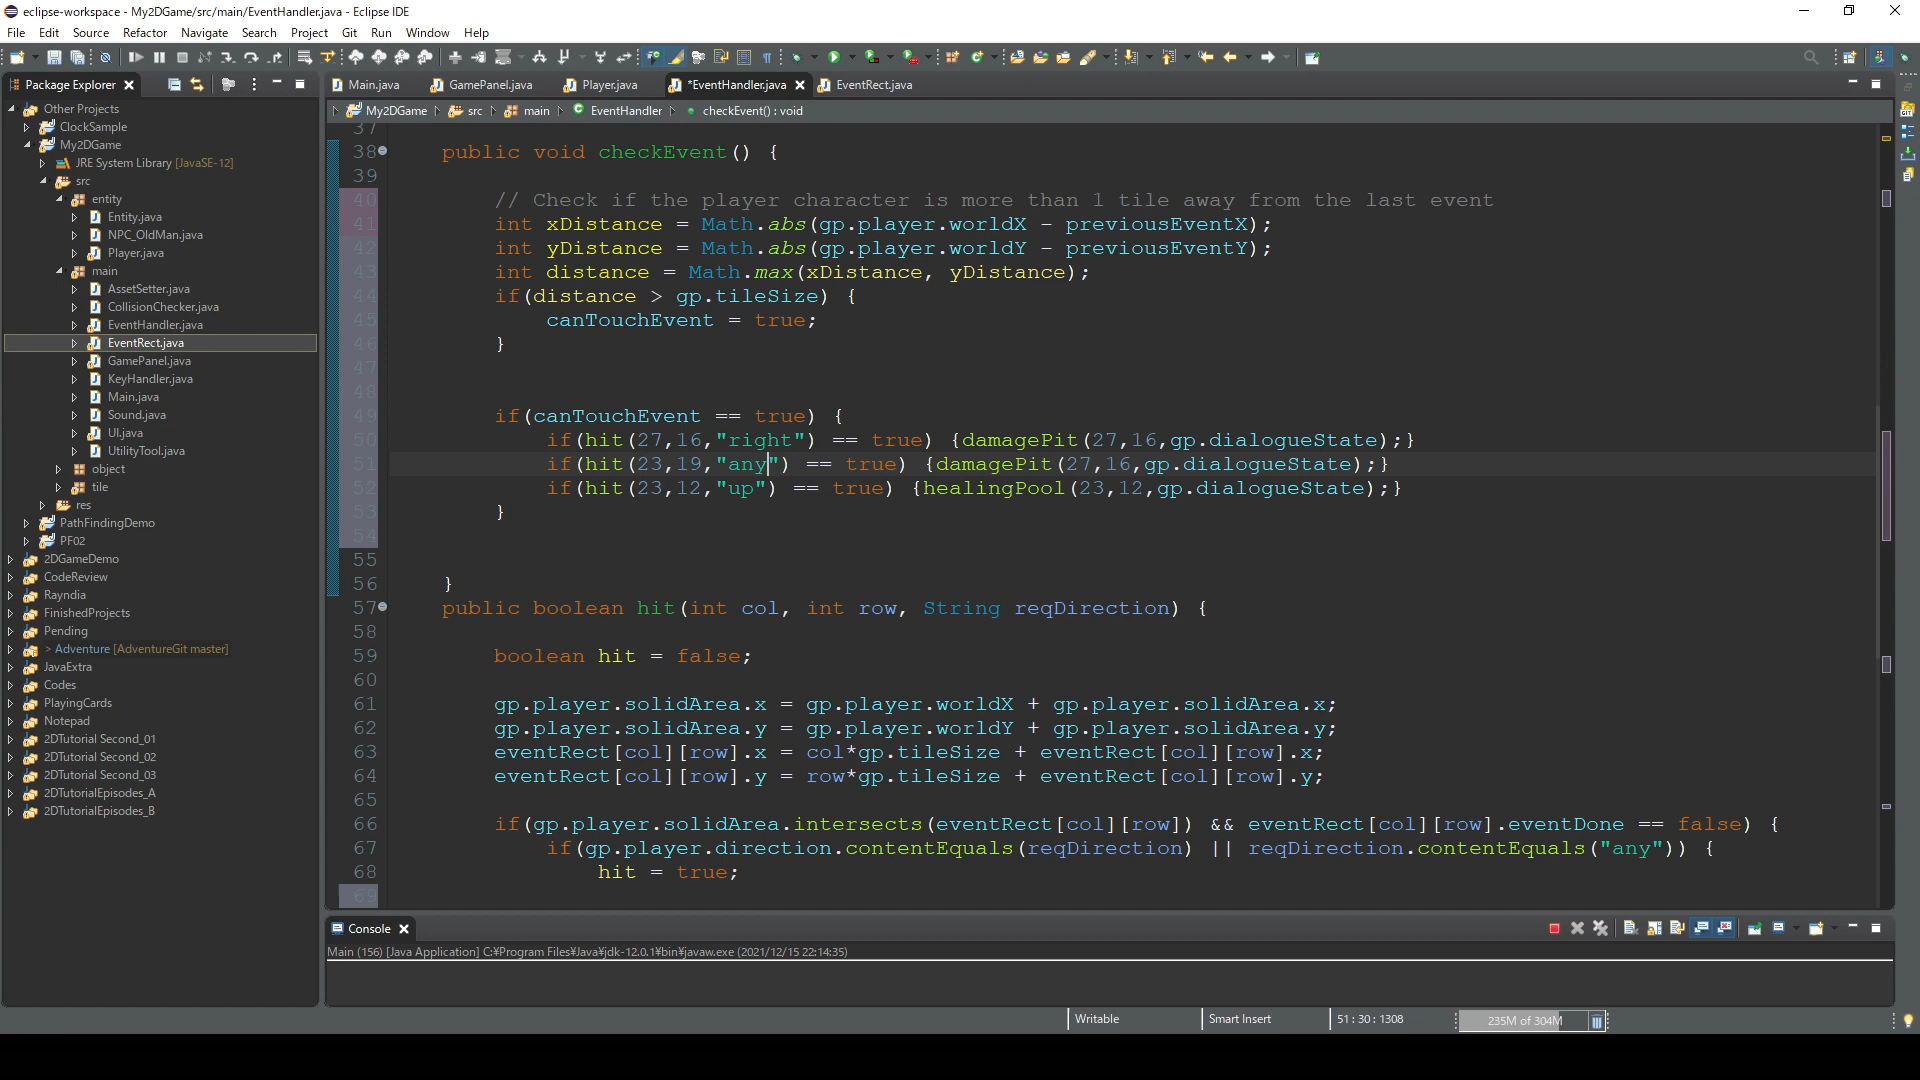 eclipse-workspace - My2DGame/src/main/EventHandler.java - Eclipse IDE
File Edit Source Refactor Navigate Search Project Git Run Window Help
Package Explorer
Main.java GamePanel.java Player.java *EventHandler.java EventRect.java
My2DGame src main EventHandler checkEvent() : void
Other Projects
ClockSample
My2DGame
JRE System Library [JavaSE-12]
src
entity
Entity.java
NPC_OldMan.java
Player.java
main
AssetSetter.java
CollisionChecker.java
EventHandler.java
EventRect.java
GamePanel.java
KeyHandler.java
Main.java
Sound.java
UI.java
UtilityTool.java
object
tile
res
PathFindingDemo
PF02
2DGameDemo
CodeReview
Rayndia
FinishedProjects
Pending
> Adventure [AdventureGit master]
JavaExtra
Codes
PlayingCards
Notepad
2DTutorial Second_01
2DTutorial Second_02
2DTutorial Second_03
2DTutorialEpisodes_A
2DTutorialEpisodes_B
37
38 public void checkEvent() {
39
40 // Check if the player character is more than 1 tile away from the last event
41 int xDistance = Math.abs(gp.player.worldX - previousEventX);
42 int yDistance = Math.abs(gp.player.worldY - previousEventY);
43 int distance = Math.max(xDistance, yDistance);
44 if(distance > gp.tileSize) {
45 canTouchEvent = true;
46 }
47
48
49 if(canTouchEvent == true) {
50 if(hit(27,16,"right") == true) {damagePit(27,16,gp.dialogueState);}
51 if(hit(23,19,"any") == true) {damagePit(27,16,gp.dialogueState);}
52 if(hit(23,12,"up") == true) {healingPool(23,12,gp.dialogueState);}
53 }
54
55
56 }
57 public boolean hit(int col, int row, String reqDirection) {
58
59 boolean hit = false;
60
61 gp.player.solidArea.x = gp.player.worldX + gp.player.solidArea.x;
62 gp.player.solidArea.y = gp.player.worldY + gp.player.solidArea.y;
63 eventRect[col][row].x = col*gp.tileSize + eventRect[col][row].x;
64 eventRect[col][row].y = row*gp.tileSize + eventRect[col][row].y;
65
66 if(gp.player.solidArea.intersects(eventRect[col][row]) && eventRect[col][row].eventDone == false) {
67 if(gp.player.direction.contentEquals(reqDirection) || reqDirection.contentEquals("any")) {
68 hit = true;
69
Console
Main (156) [Java Application] C:¥Program Files¥Java¥jdk-12.0.1¥bin¥javaw.exe (2021/12/15 22:14:35)
Writable Smart Insert 51 : 30 : 1308 235M of 304M